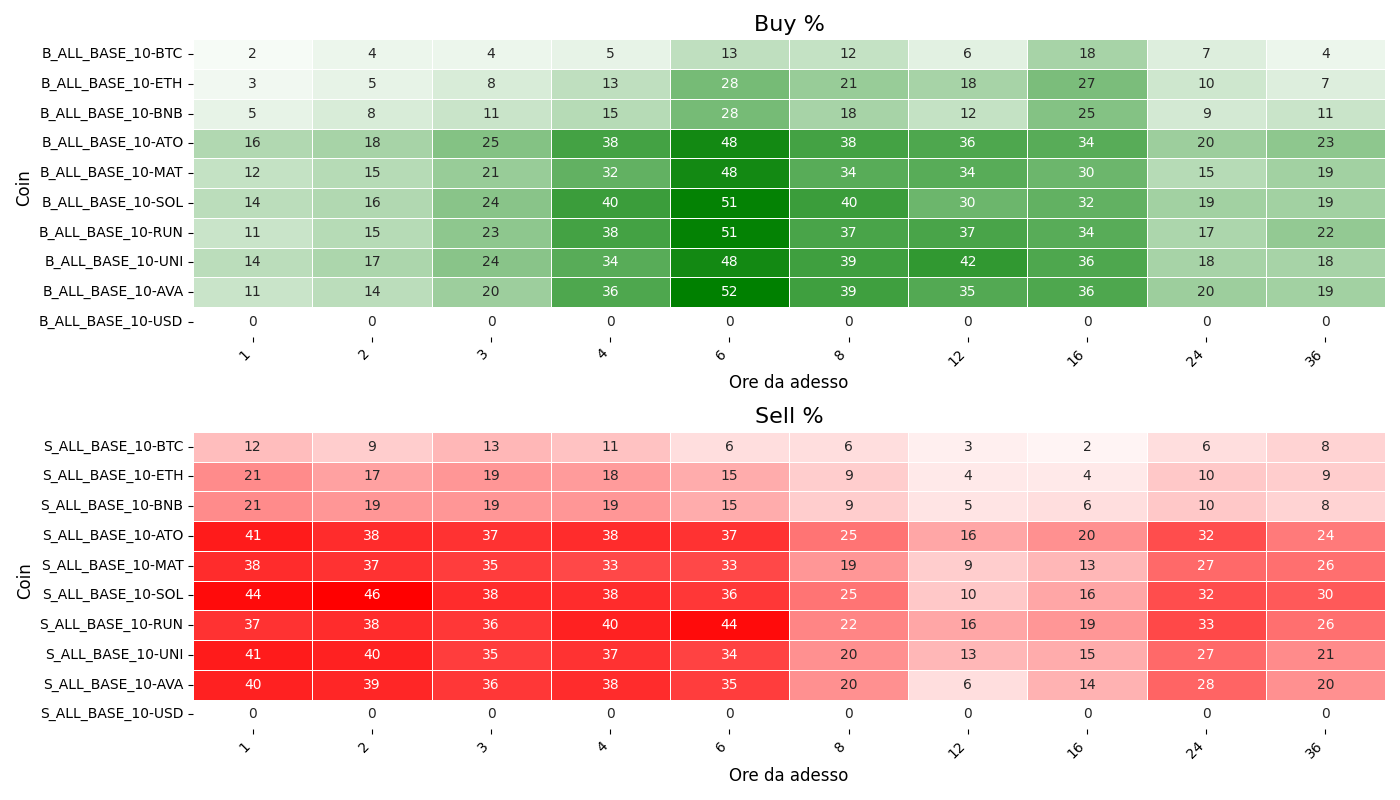 Buy %
Coin
B_ALL_BASE_10-BTC 2 4 4 5 13 12 6 18 7 4
B_ALL_BASE_10-ETH 3 5 8 13 28 21 18 27 10 7
B_ALL_BASE_10-BNB 5 8 11 15 28 18 12 25 9 11
B_ALL_BASE_10-ATO 16 18 25 38 48 38 36 34 20 23
B_ALL_BASE_10-MAT 12 15 21 32 48 34 34 30 15 19
B_ALL_BASE_10-SOL 14 16 24 40 51 40 30 32 19 19
B_ALL_BASE_10-RUN 11 15 23 38 51 37 37 34 17 22
B_ALL_BASE_10-UNI 14 17 24 34 48 39 42 36 18 18
B_ALL_BASE_10-AVA 11 14 20 36 52 39 35 36 20 19
B_ALL_BASE_10-USD 0 0 0 0 0 0 0 0 0 0
1 2 3 4 6 8 12 16 24 36
Ore da adesso
Sell %
Coin
S_ALL_BASE_10-BTC 12 9 13 11 6 6 3 2 6 8
S_ALL_BASE_10-ETH 21 17 19 18 15 9 4 4 10 9
S_ALL_BASE_10-BNB 21 19 19 19 15 9 5 6 10 8
S_ALL_BASE_10-ATO 41 38 37 38 37 25 16 20 32 24
S_ALL_BASE_10-MAT 38 37 35 33 33 19 9 13 27 26
S_ALL_BASE_10-SOL 44 46 38 38 36 25 10 16 32 30
S_ALL_BASE_10-RUN 37 38 36 40 44 22 16 19 33 26
S_ALL_BASE_10-UNI 41 40 35 37 34 20 13 15 27 21
S_ALL_BASE_10-AVA 40 39 36 38 35 20 6 14 28 20
S_ALL_BASE_10-USD 0 0 0 0 0 0 0 0 0 0
1 2 3 4 6 8 12 16 24 36
Ore da adesso